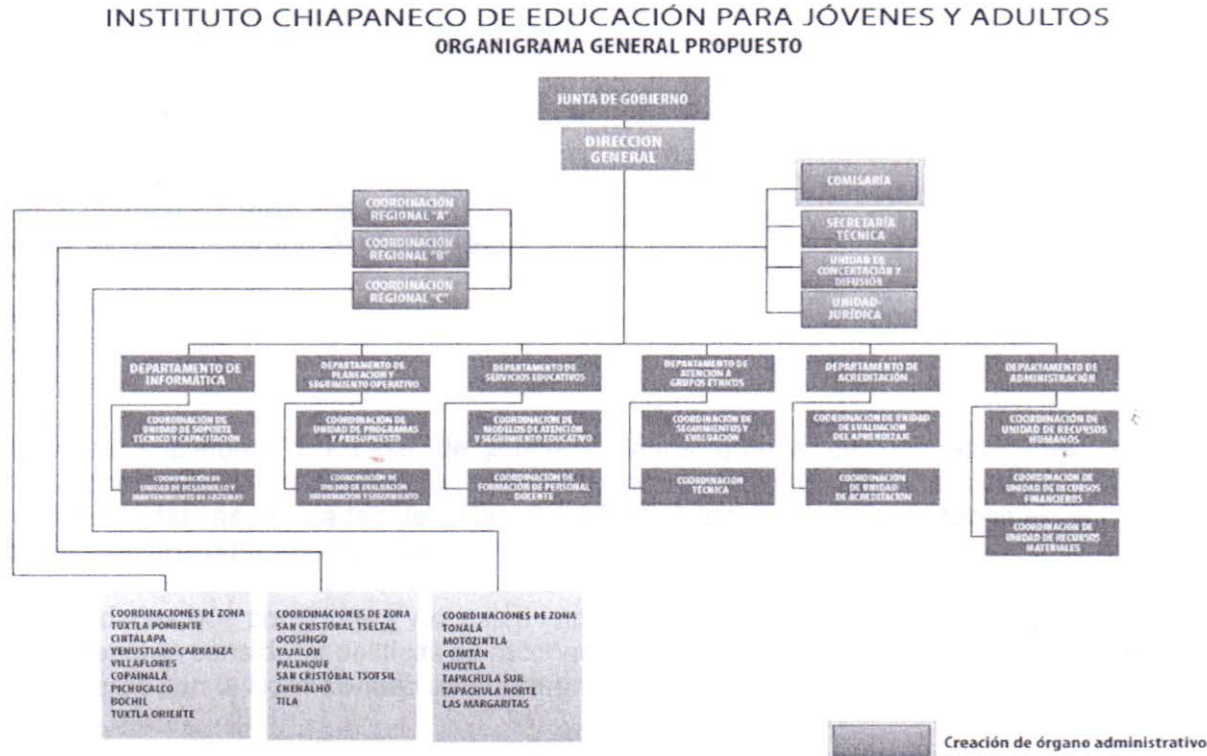 INSTITUTO CHIAPANECO DE EDUCACIÓN PARA JÓVENES Y ADULTOS
ORGANIGRAMA GENERAL PROPUESTO
JUNTA DE GOBIERNO
DIRECCIÓN
GENERAL
COMISARÍA
SECRETARÍA
TÉCNICA
UNIDAD DE
CONCERTACIÓN Y
DIFUSIÓN
UNIDAD
JURÍDICA
COORDINACIÓN
REGIONAL "A"
COORDINACIÓN
REGIONAL "B"
COORDINACIÓN
REGIONAL "C"
DEPARTAMENTO DE
INFORMÁTICA
COORDINACIÓN DE
UNIDAD DE SOPORTE
TÉCNICO Y CAPACITACIÓN
COORDINACIÓN DE
UNIDAD DE DESARROLLO Y
MANTENIMIENTO DE SISTEMAS
DEPARTAMENTO DE
PLANEACIÓN Y
SEGUIMIENTO OPERATIVO
COORDINACIÓN DE
UNIDAD DE PROGRAMAS
Y PRESUPUESTO
COORDINACIÓN DE
UNIDAD DE EVALUACIÓN
INFORMACIÓN Y SEGUIMIENTO
DEPARTAMENTO DE
SERVICIOS EDUCATIVOS
COORDINACIÓN DE
MODELOS DE ATENCIÓN
Y SEGUIMIENTO EDUCATIVO
COORDINACIÓN DE
FORMACIÓN DE PERSONAL
DOCENTE
DEPARTAMENTO DE
ATENCIÓN A
GRUPOS ÉTNICOS
COORDINACIÓN DE
SEGUIMIENTOS Y
EVALUACIÓN
COORDINACIÓN
TÉCNICA
DEPARTAMENTO DE
ACREDITACIÓN
COORDINACIÓN DE UNIDAD
DE EVALUACIÓN
DEL APRENDIZAJE
COORDINACIÓN
DE UNIDAD
DE ACREDITACIÓN
DEPARTAMENTO DE
ADMINISTRACIÓN
COORDINACIÓN DE
UNIDAD DE RECURSOS
HUMANOS
COORDINACIÓN DE
UNIDAD DE RECURSOS
FINANCIEROS
COORDINACIÓN DE
UNIDAD DE RECURSOS
MATERIALES
COORDINACIONES DE ZONA
TUXTLA PONIENTE
CINTALAPA
VENUSTIANO CARRANZA
VILLAFLORES
COPAINALÁ
PICHUCALCO
BOCHIL
TUXTLA ORIENTE
COORDINACIONES DE ZONA
SAN CRISTÓBAL TSELTAL
OCOSINGO
YAJALÓN
PALENQUE
SAN CRISTÓBAL TSOTSIL
CHENALHO
TILA
COORDINACIONES DE ZONA
TONALÁ
MOTOZINTLA
COMITÁN
HUIXTLA
TAPACHULA SUR
TAPACHULA NORTE
LAS MARGARITAS
Creación de órgano administrativo